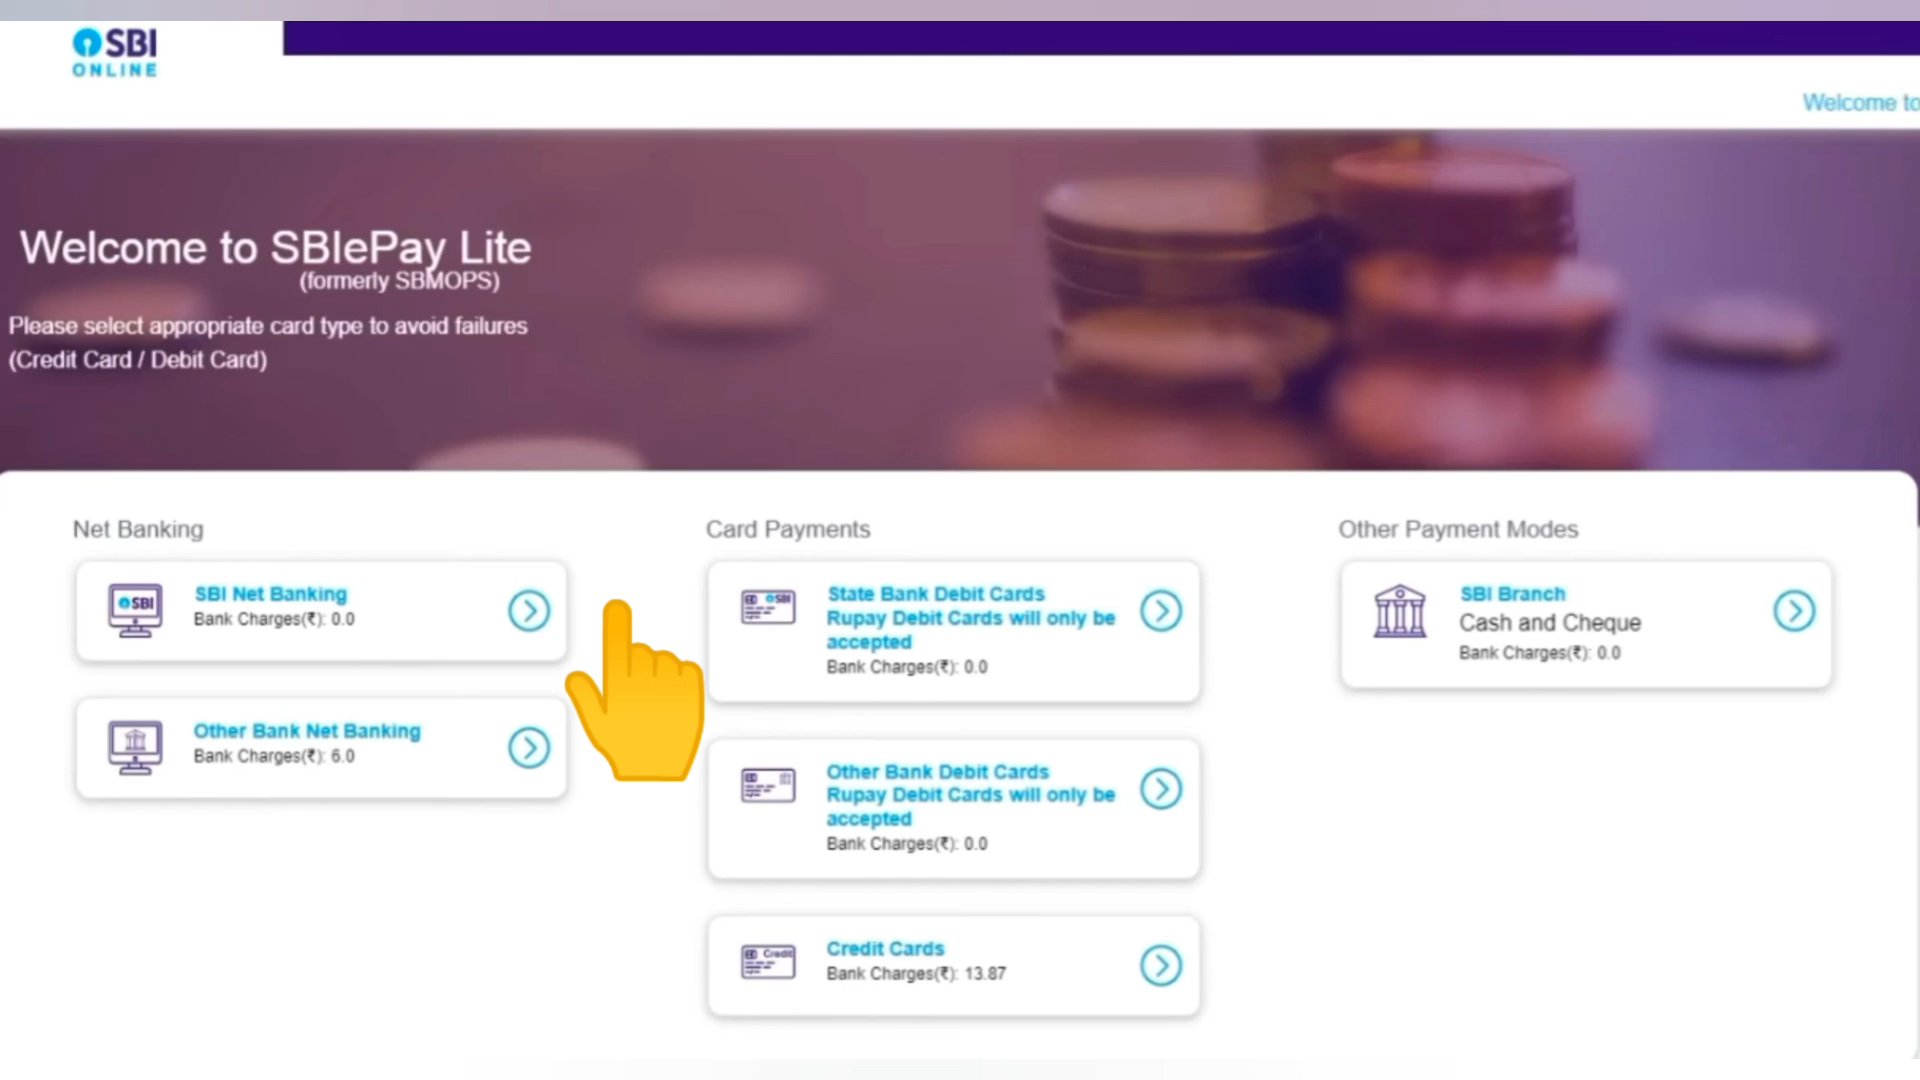 SBI
ONLINE
Welcome to
Welcome to SBIePay Lite
(formerly SBMOPS)
Please select appropriate card type to avoid failures
(Credit Card / Debit Card)
Net Banking
SBI
SBI Net Banking
Bank Charges(₹): 0.0
Other Bank Net Banking
Bank Charges(₹): 6.0
Card Payments
SBI
State Bank Debit Cards
Rupay Debit Cards will only be
accepted
Bank Charges(₹): 0.0
Other Bank Debit Cards
Rupay Debit Cards will only be
accepted
Bank Charges(₹): 0.0
Credit
Credit Cards
Bank Charges(₹): 13.87
Other Payment Modes
SBI Branch
Cash and Cheque
Bank Charges(₹): 0.0